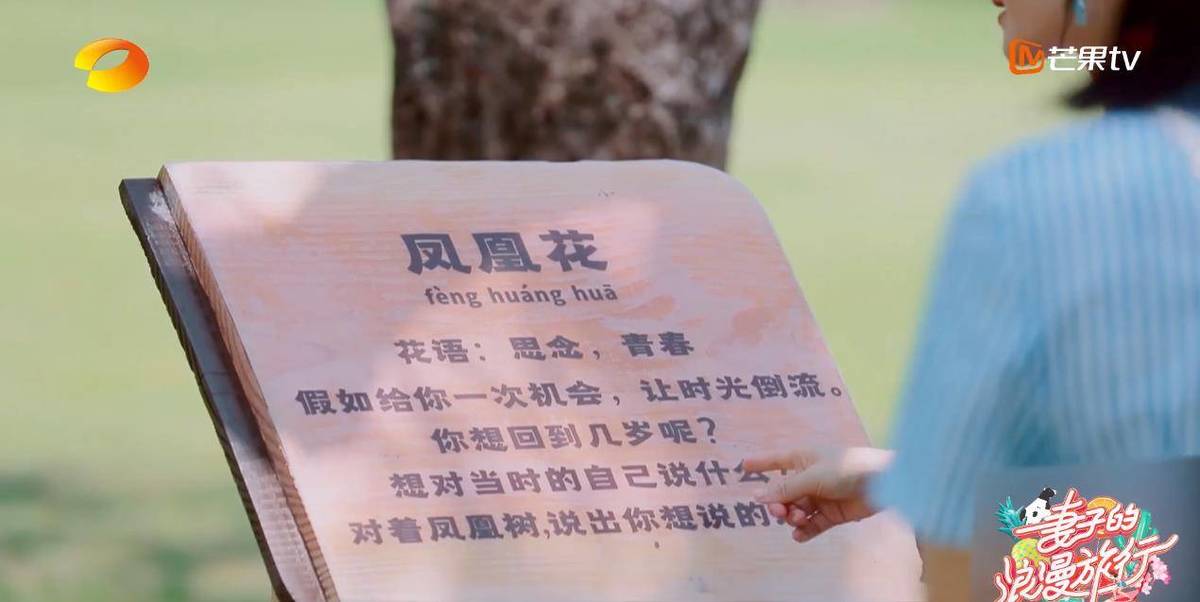 芒果tv
凤凰花
fèng huáng huā
花语：思念，青春
假如给你一次机会，让时光倒流。
你想回到几岁呢？
想对当时的自己说什么？
对着凤凰树,说出你想说的
妻子的
浪漫旅行